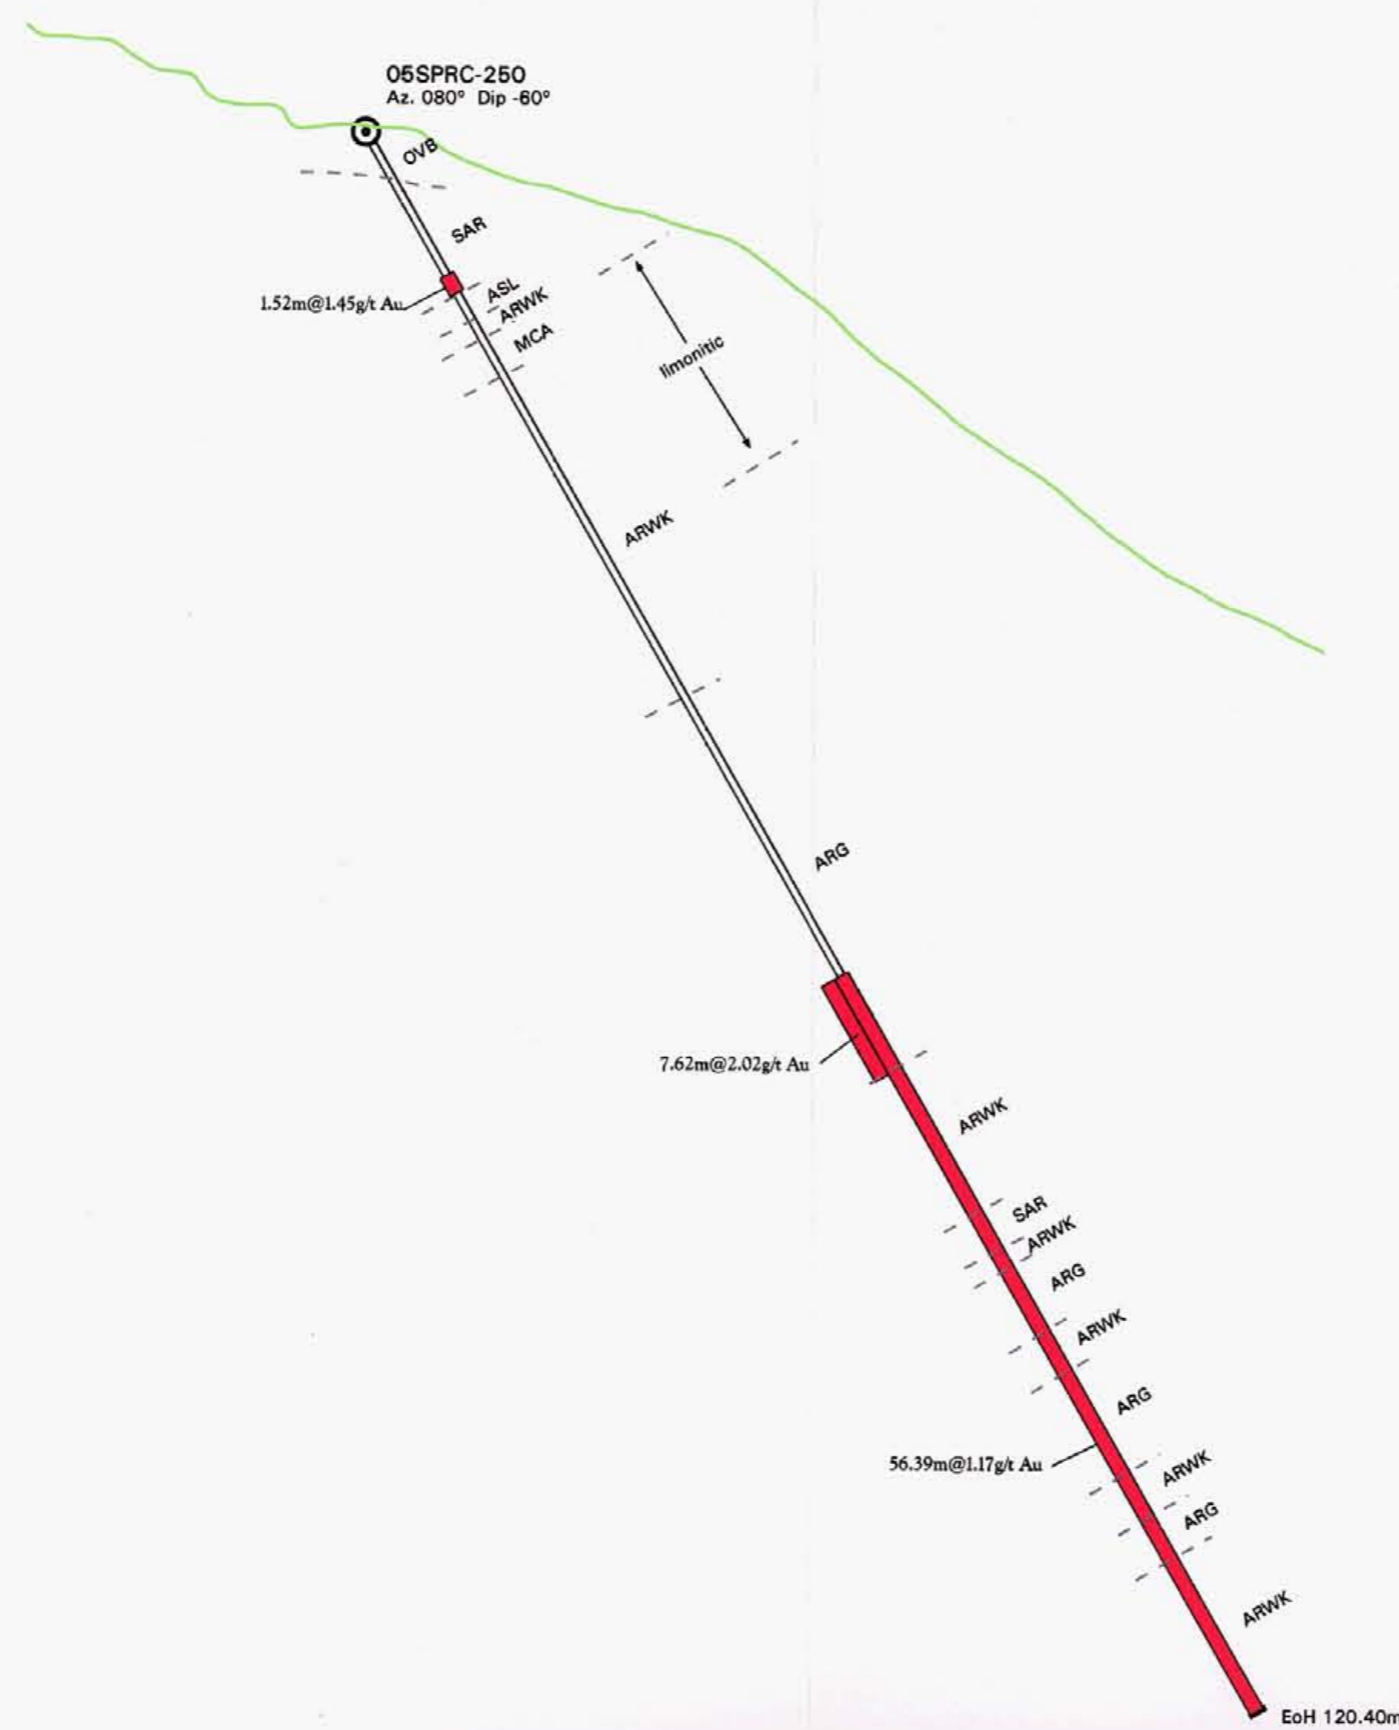 05SPRC-250
Az. 080° Dip -60°
OVB
SAR
1.52m@1.45g/t Au
ASL
ARWK
MCA
limonitic
ARWK
ARG
7.62m@2.02g/t Au
ARWK
SAR
ARWK
ARG
ARWK
ARG
56.39m@1.17g/t Au
ARWK
ARG
ARWK
EoH 120.40m